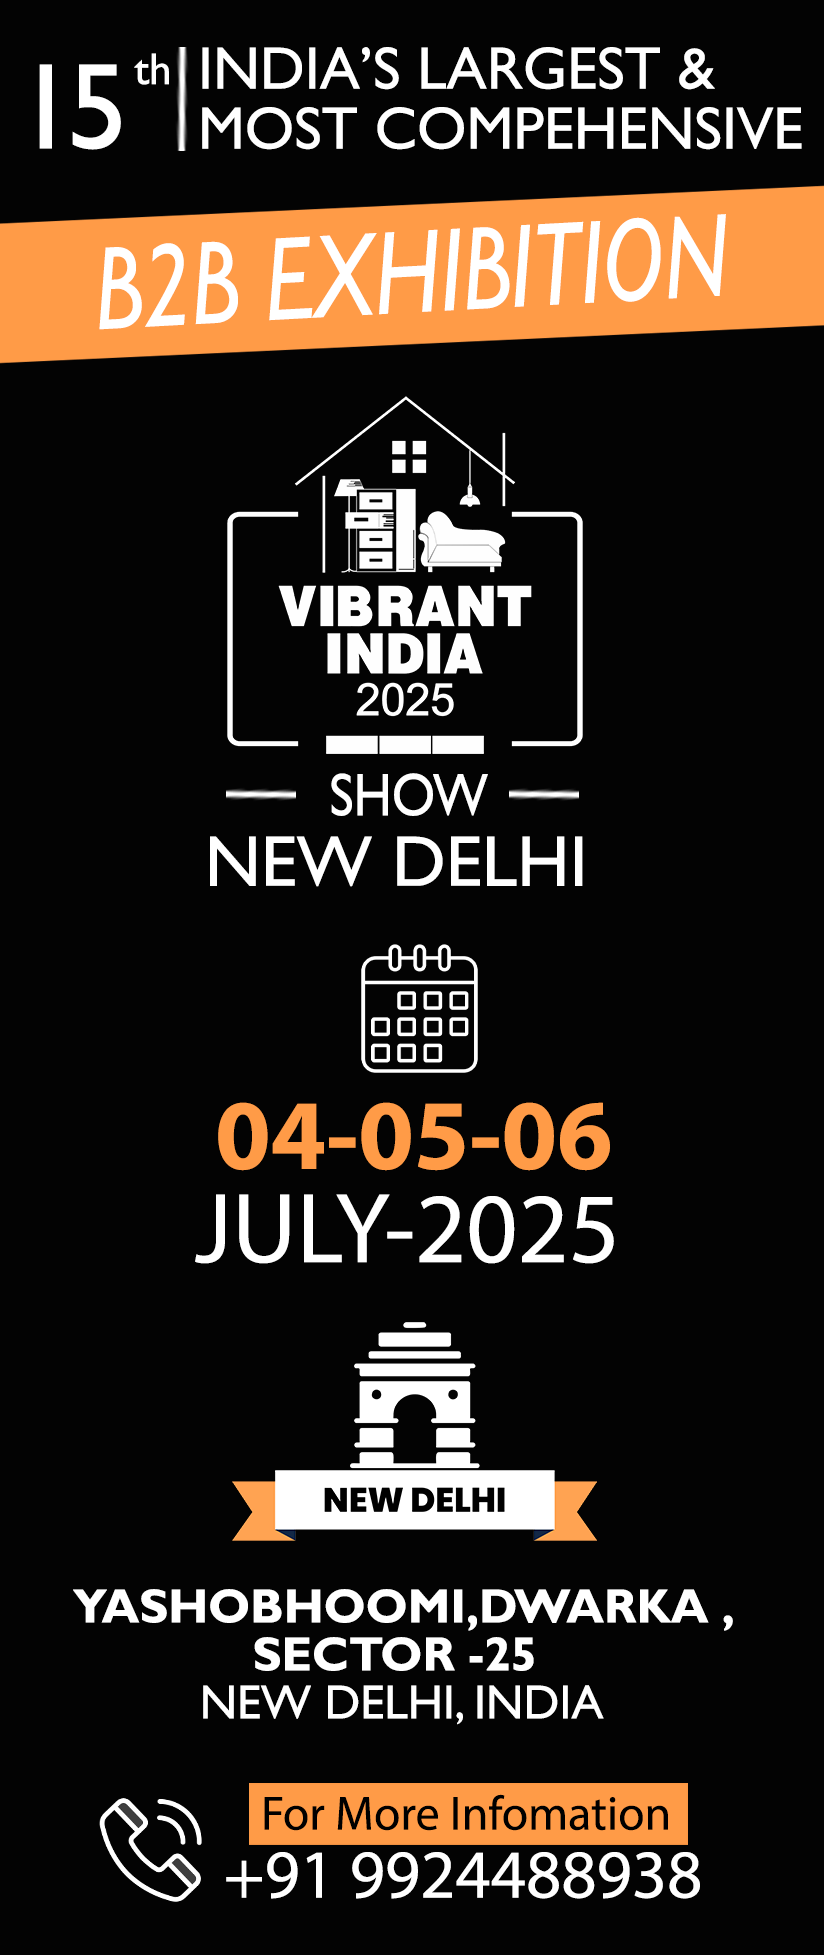 15th INDIA'S LARGEST &
MOST COMPEHENSIVE
B2B EXHIBITION
VIBRANT
INDIA
2025
SHOW
NEW DELHI
04-05-06
JULY-2025
NEW DELHI
YASHOBHOOMI,DWARKA ,
SECTOR -25
NEW DELHI, INDIA
For More Infomation
+91 9924488938